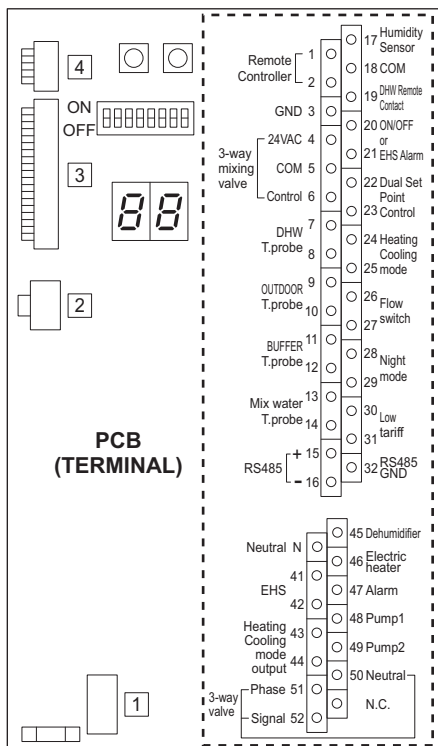 4
ON
OFF
3
88
2
PCB
(TERMINAL)
1
Remote
Controller
1
2
GND 3
3-way
mixing
valve
24VAC 4
COM 5
Control 6
DHW
T.probe
7
8
OUTDOOR
T.probe
9
10
BUFFER
T.probe
11
12
Mix water
T.probe
13
14
RS485
+ 15
- 16
17 Humidity
Sensor
18 COM
19 DHW Remote
Contact
20 ON/OFF
or
21 EHS Alarm
22 Dual Set
Point
23 Control
24 Heating
Cooling
25 mode
26
Flow
switch
27
28
Night
mode
29
30
Low
tariff
31
32 RS485
GND
Neutral N
EHS
41
42
Heating
Cooling
mode
output
43
44
3-way
valve
Phase 51
Signal 52
45 Dehumidifier
46 Electric
heater
47 Alarm
48 Pump1
49 Pump2
50 Neutral
N.C.